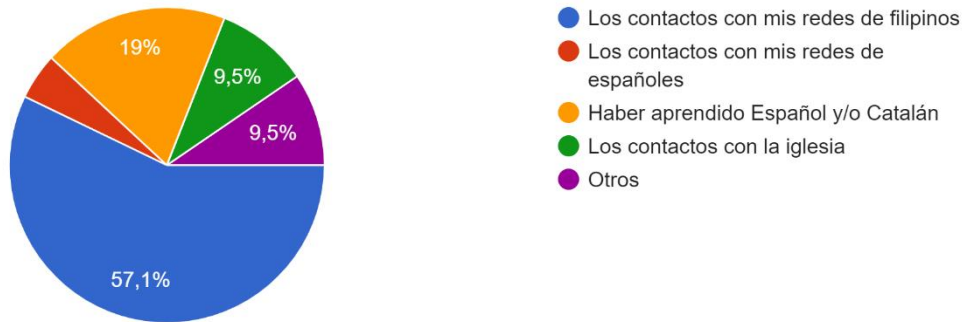 19%
9,5%
9,5%
57,1%
Los contactos con mis redes de filipinos
Los contactos con mis redes de
españoles
Haber aprendido Español y/o Catalán
Los contactos con la iglesia
Otros